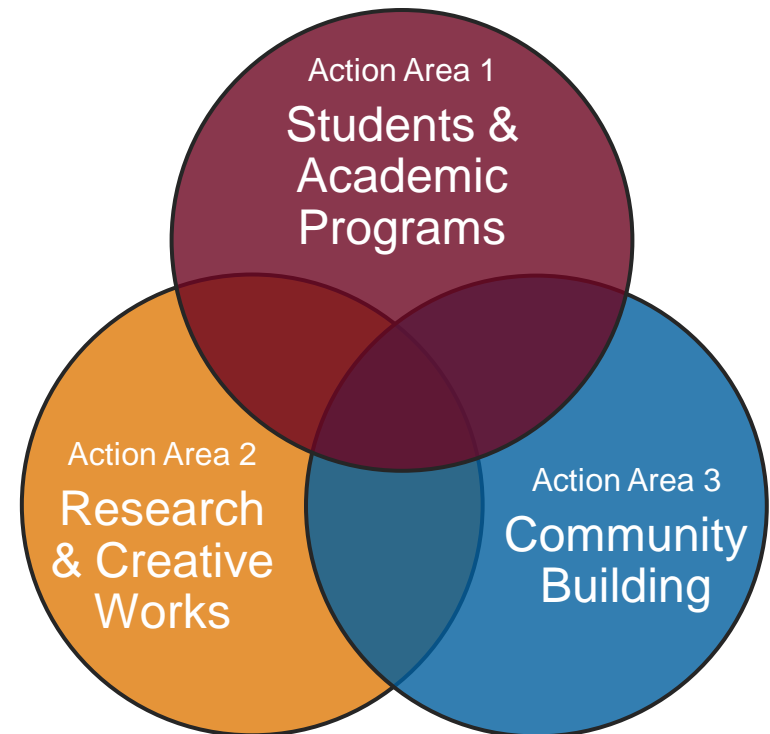 Action Area 1
Students &
Academic
Programs
Action Area 2
Research
& Creative
Works
Action Area 3
Community
Building